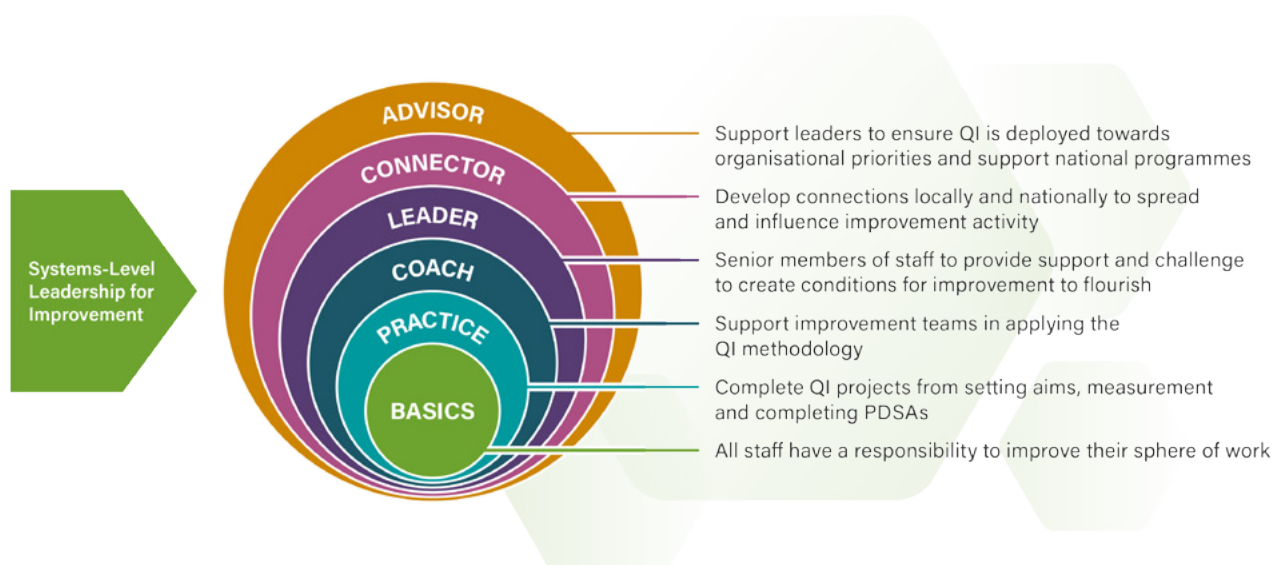 Systems-Level
Leadership for
Improvement
ADVISOR
CONNECTOR
LEADER
COACH
PRACTICE
BASICS
Support leaders to ensure QI is deployed towards
organisational priorities and support national programmes
Develop connections locally and nationally to spread
and influence improvement activity
Senior members of staff to provide support and challenge
to create conditions for improvement to flourish
Support improvement teams in applying the
QI methodology
Complete QI projects from setting aims, measurement
and completing PDSAs
All staff have a responsibility to improve their sphere of work